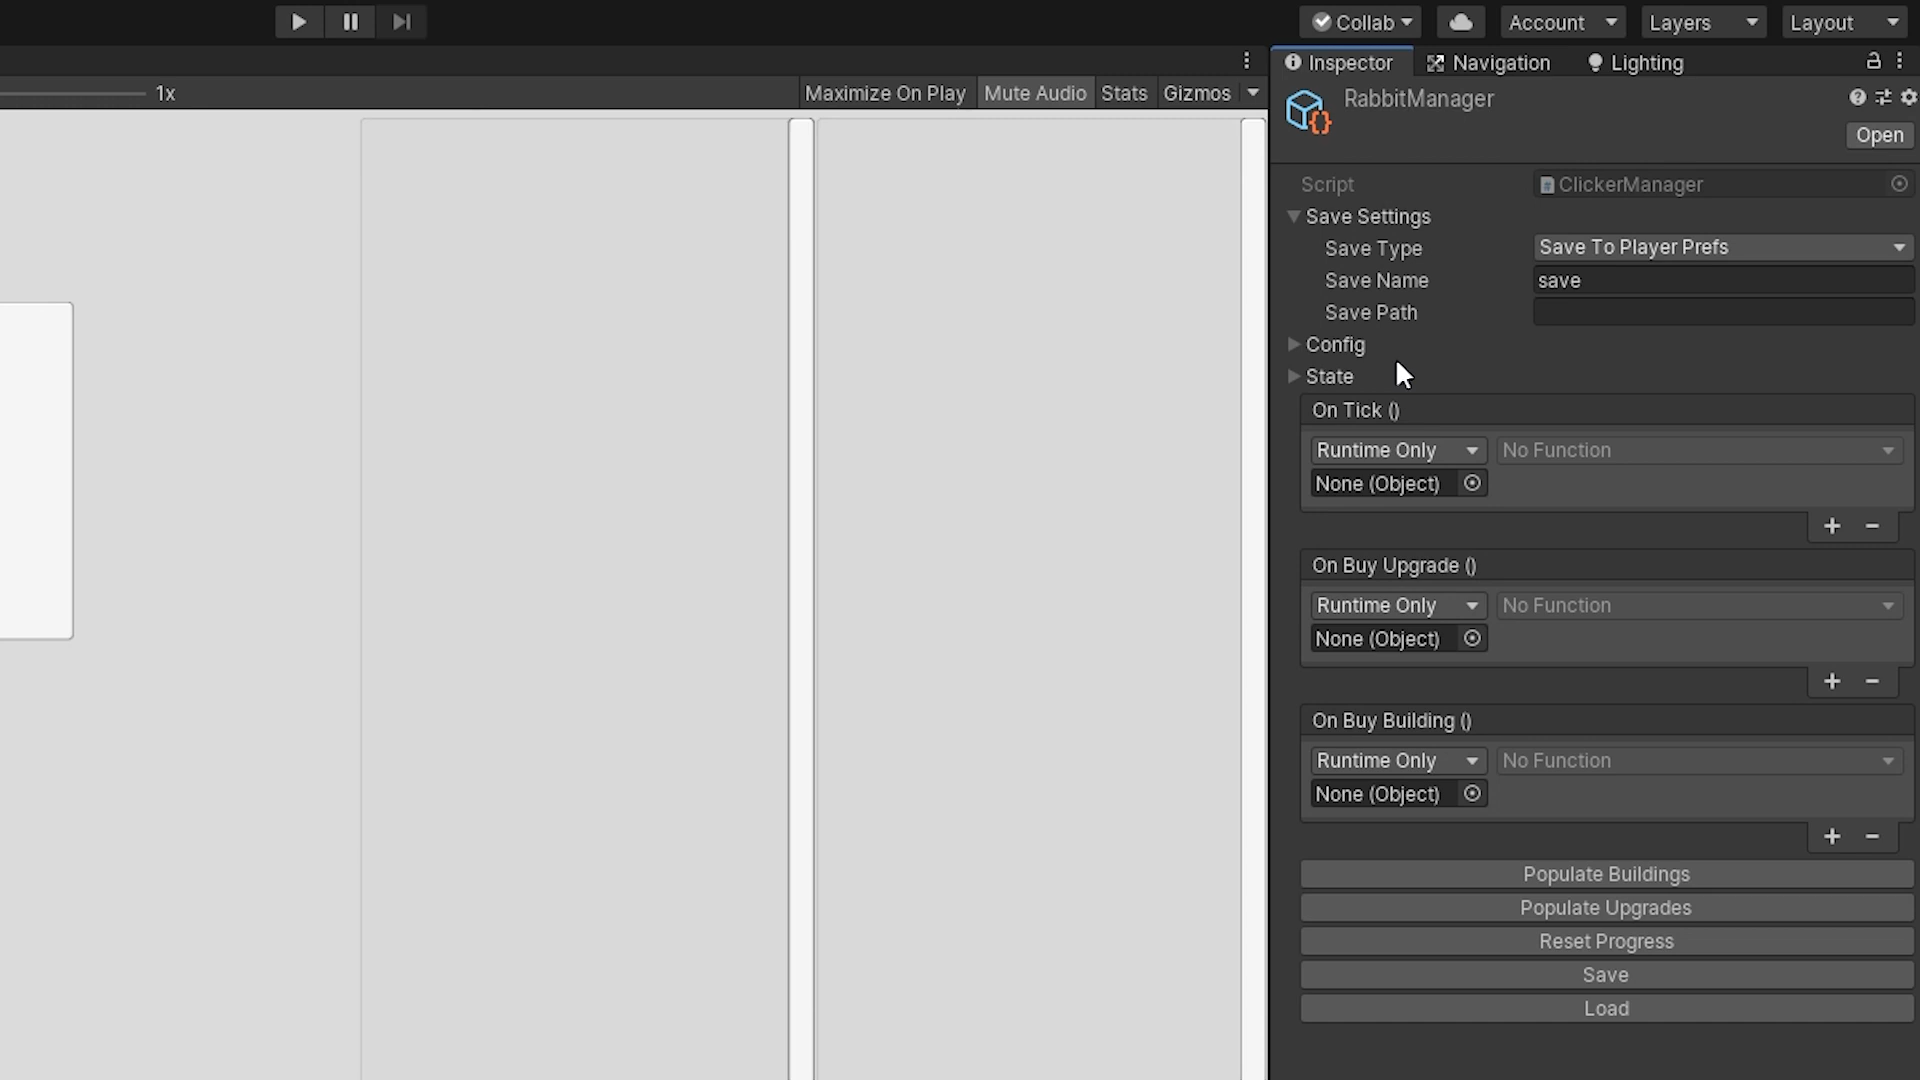 Collab
Account
Layers
Layout
Inspector
Navigation
Lighting
1x
Maximize On Play
Mute Audio
Stats
Gizmos
RabbitManager
Open
Script
ClickerManager
Save Settings
Save Type
Save To Player Prefs
Save Name
save
Save Path
Config
State
On Tick ()
Runtime Only
No Function
None (Object)
+ −
On Buy Upgrade ()
Runtime Only
No Function
None (Object)
+ −
On Buy Building ()
Runtime Only
No Function
None (Object)
+ −
Populate Buildings
Populate Upgrades
Reset Progress
Save
Load